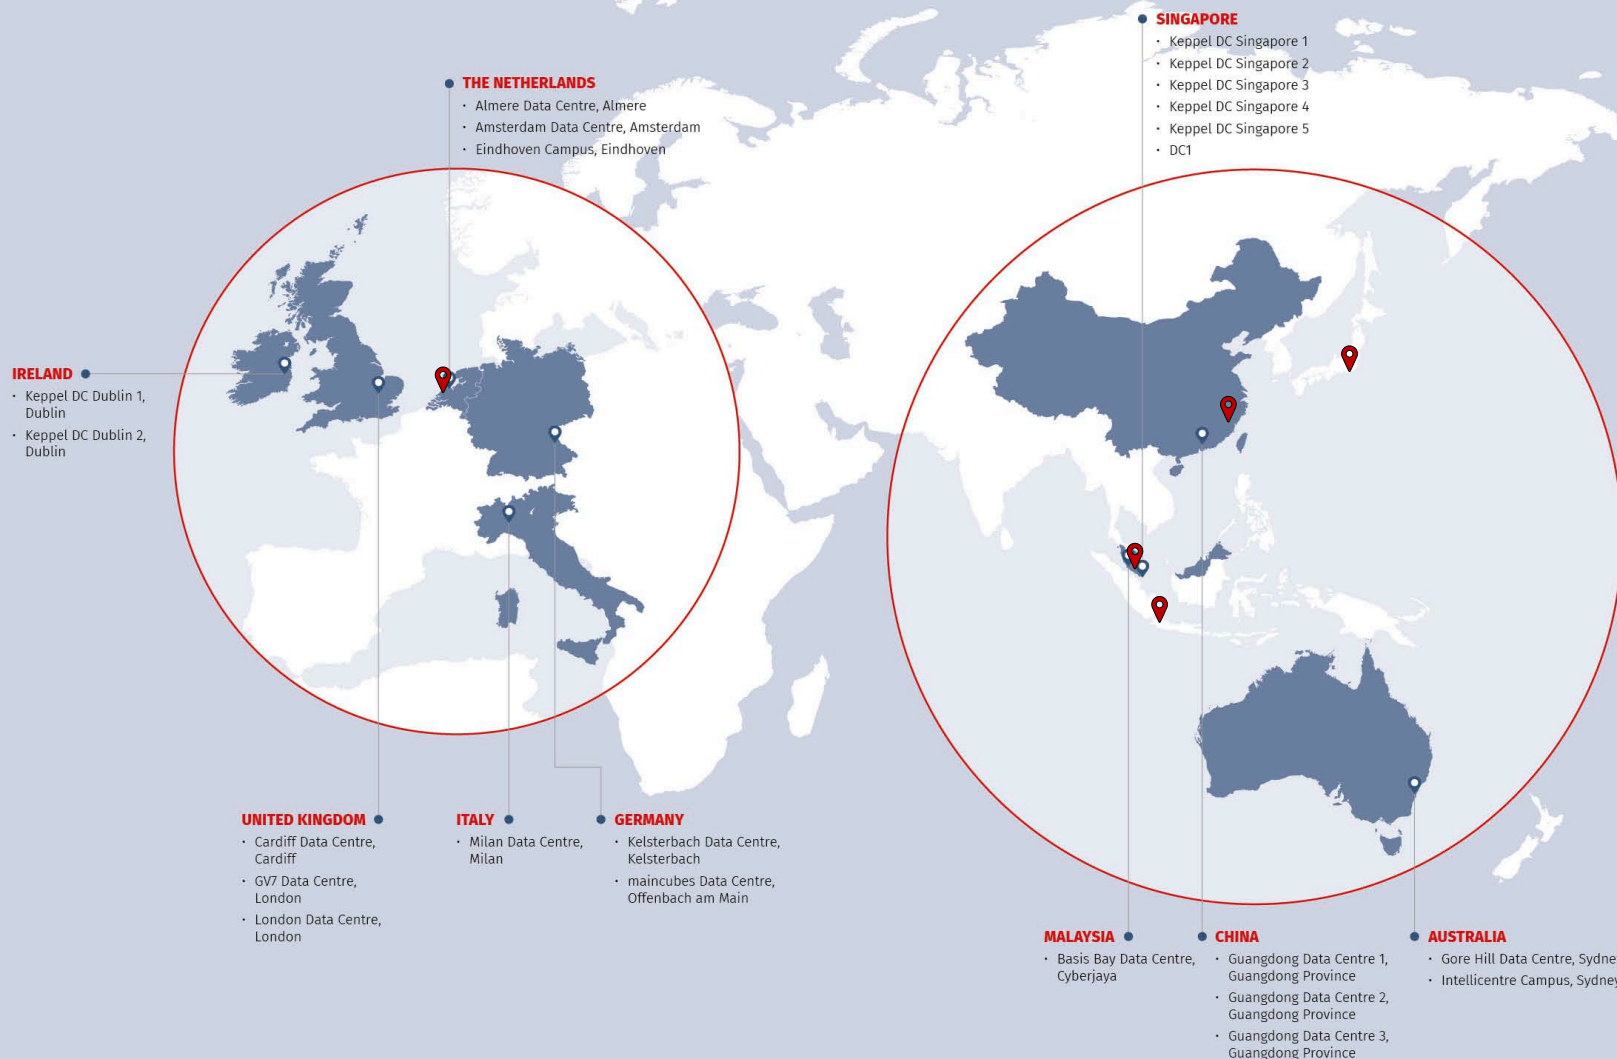 SINGAPORE
• Keppel DC Singapore 1
• Keppel DC Singapore 2
• Keppel DC Singapore 3
• Keppel DC Singapore 4
• Keppel DC Singapore 5
• DC1
THE NETHERLANDS
• Almere Data Centre, Almere
• Amsterdam Data Centre, Amsterdam
• Eindhoven Campus, Eindhoven
IRELAND
• Keppel DC Dublin 1,
Dublin
• Keppel DC Dublin 2,
Dublin
UNITED KINGDOM
• Cardiff Data Centre,
Cardiff
• GV7 Data Centre,
London
• London Data Centre,
London
ITALY
• Milan Data Centre,
Milan
GERMANY
• Kelsterbach Data Centre,
Kelsterbach
• maincubes Data Centre,
Offenbach am Main
MALAYSIA
• Basis Bay Data Centre,
Cyberjaya
CHINA
• Guangdong Data Centre 1,
Guangdong Province
• Guangdong Data Centre 2,
Guangdong Province
• Guangdong Data Centre 3,
Guangdong Province
AUSTRALIA
• Gore Hill Data Centre, Sydne
• Intellicentre Campus, Sydney